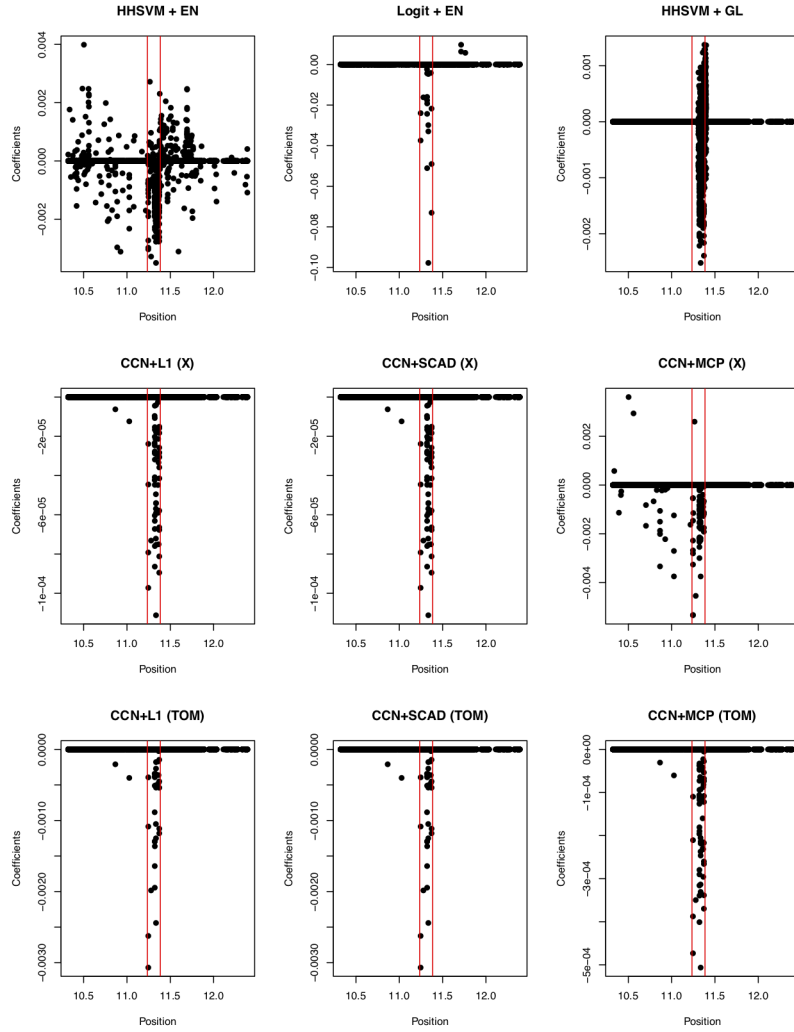 HHSVM + EN
Logit + EN
HHSVM + GL
Coefficients
0.004
0.002
0.000
−0.002
10.5 11.0 11.5 12.0
Position
Coefficients
0.00
−0.02
−0.04
−0.06
−0.08
−0.10
10.5 11.0 11.5 12.0
Position
Coefficients
0.001
0.000
−0.001
−0.002
10.5 11.0 11.5 12.0
Position
CCN+L1 (X)
CCN+SCAD (X)
CCN+MCP (X)
Coefficients
−2e−05
−6e−05
−1e−04
10.5 11.0 11.5 12.0
Position
Coefficients
−2e−05
−6e−05
−1e−04
10.5 11.0 11.5 12.0
Position
Coefficients
0.002
0.000
−0.002
−0.004
10.5 11.0 11.5 12.0
Position
CCN+L1 (TOM)
CCN+SCAD (TOM)
CCN+MCP (TOM)
Coefficients
0.0000
−0.0010
−0.0020
−0.0030
10.5 11.0 11.5 12.0
Position
Coefficients
0.0000
−0.0010
−0.0020
−0.0030
10.5 11.0 11.5 12.0
Position
Coefficients
0e+00
−1e−04
−3e−04
−5e−04
10.5 11.0 11.5 12.0
Position